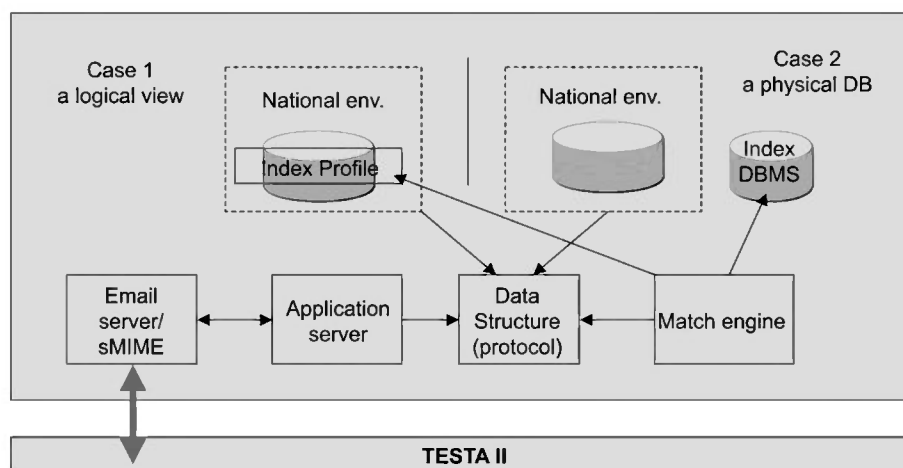 Case 1
a logical view
National env.
Index Profile
National env.
Case 2
a physical DB
Index
DBMS
Email
server/
sMIME
Application
server
Data
Structure
(protocol)
Match engine
TESTA II